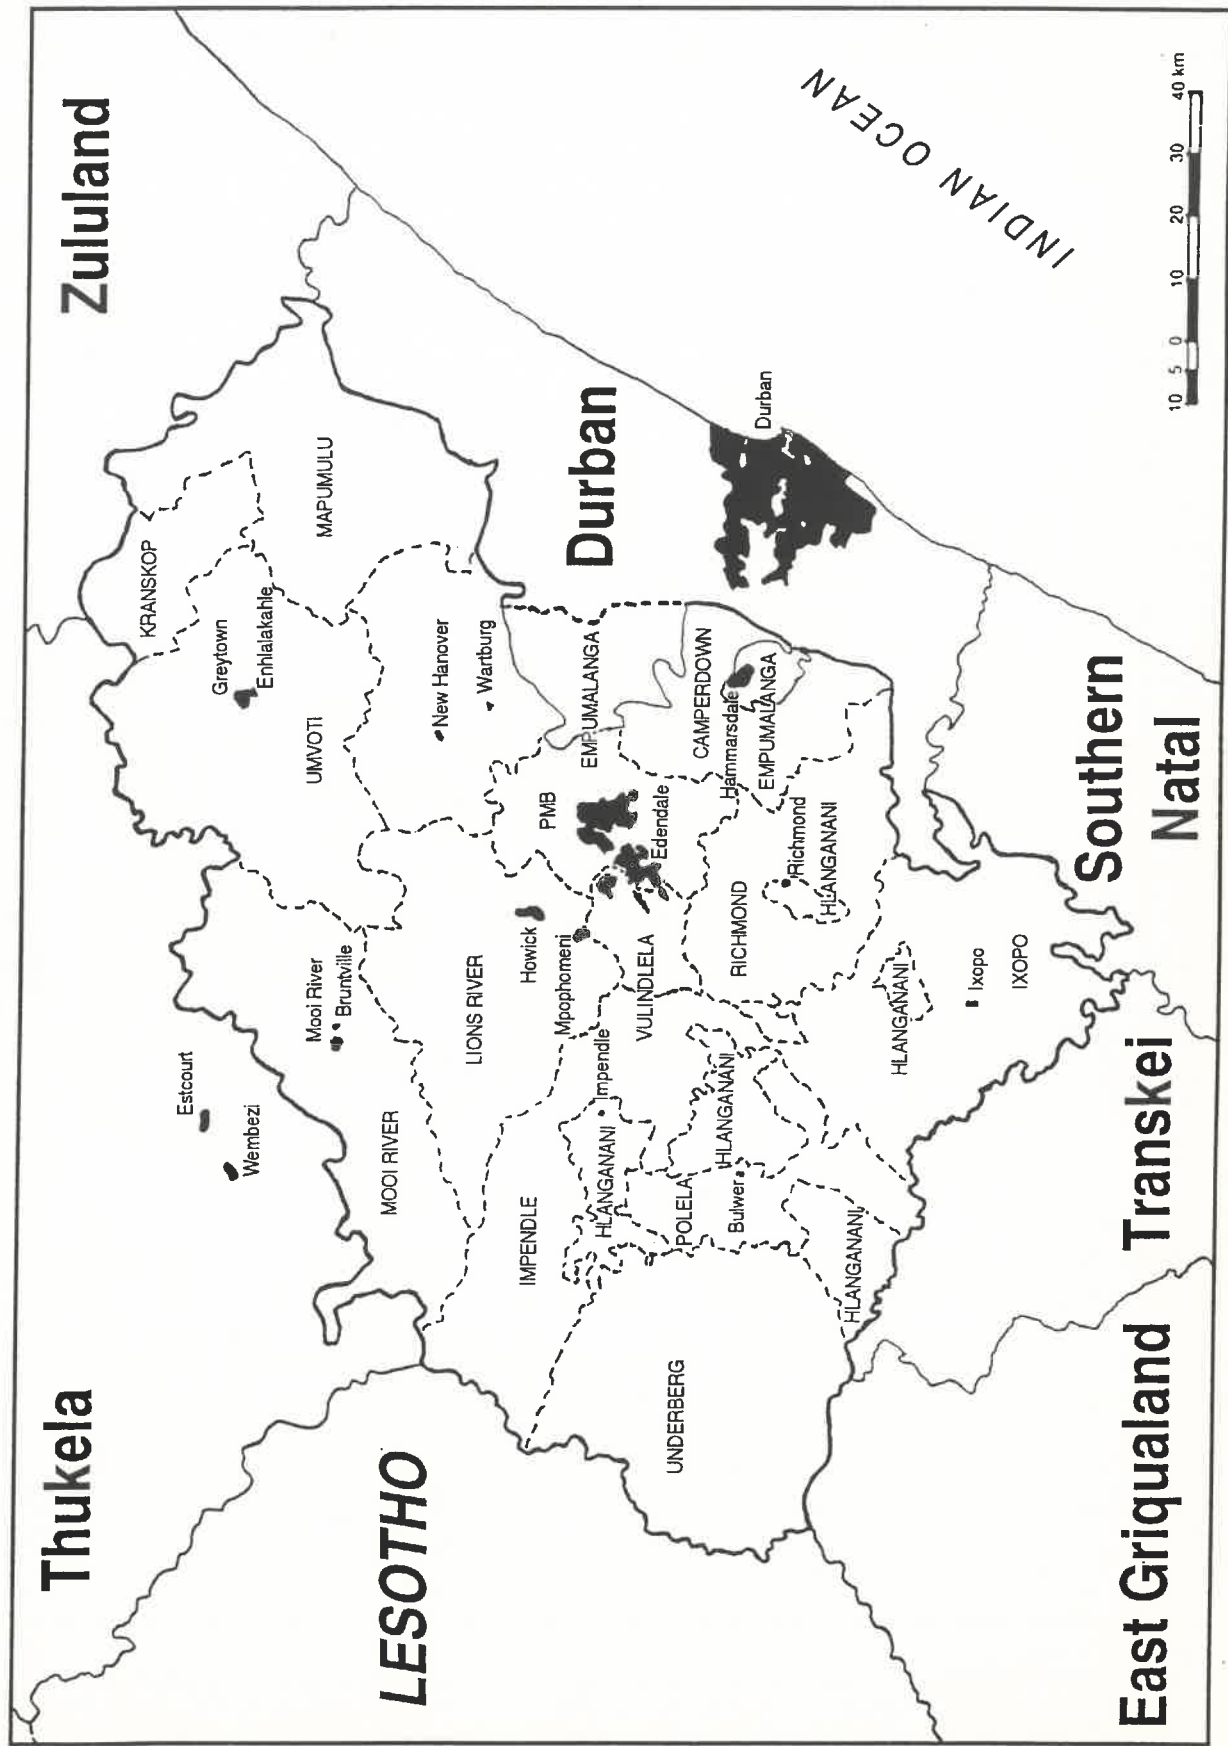 Thukela
Zululand
LESOTHO
Durban
East Griqualand
Transkei
Southern
Natal
INDIAN OCEAN
Estcourt
Wembezi
Mooi River
Bruntville
MOOI RIVER
KRANSKOP
Greytown
Enhlalakahle
UMVOTI
MAPUMULU
New Hanover
Wartburg
LIONS RIVER
Howick
Mpophomeni
PMB
Edendale
EMPUMALANGA
CAMPERDOWN
Hammarsdale
EMPUMALANGA
Durban
IMPENDLE
Impendle
HLANGANANI
VULINDLELA
RICHMOND
Richmond
HLANGANANI
POLELA
Bulwer
HLANGANANI
UNDERBERG
HLANGANANI
HLANGANANI
Ixopo
IXOPO
10 5 0 10 20 30 40 km